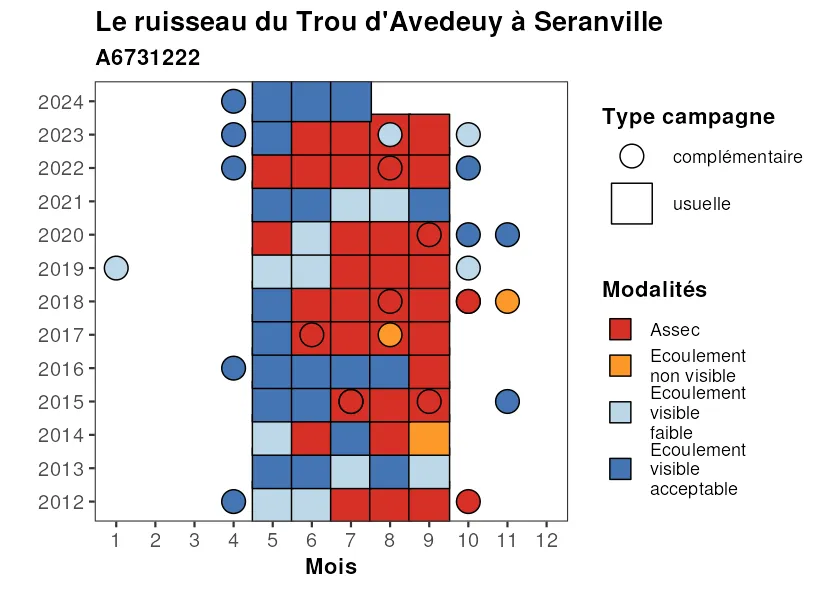 Le ruisseau du Trou d'Avedeuy à Seranville
A6731222
2024
2023
2022
2021
2020
2019
2018
2017
2016
2015
2014
2013
2012
1 2 3 4 5 6 7 8 9 10 11 12
Mois
Type campagne
complémentaire
usuelle
Modalités
Assec
Ecoulement
non visible
Ecoulement
visible
faible
Ecoulement
visible
acceptable